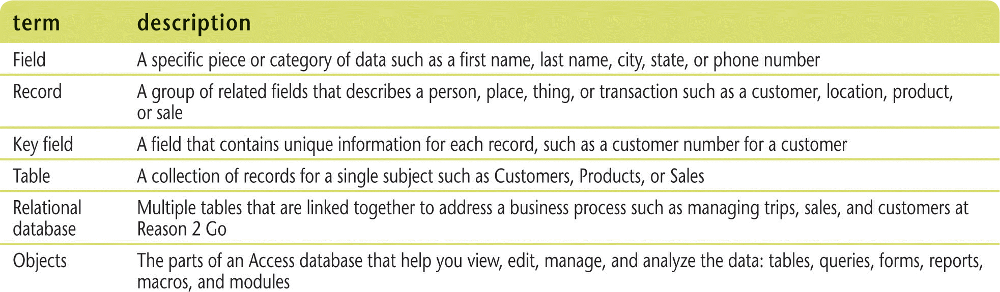 term description
Field A specific piece or category of data such as a first name, last name, city, state, or phone number
Record A group of related fields that describes a person, place, thing, or transaction such as a customer, location, product,
or sale
Key field A field that contains unique information for each record, such as a customer number for a customer
Table A collection of records for a single subject such as Customers, Products, or Sales
Relational Multiple tables that are linked together to address a business process such as managing trips, sales, and customers at
database Reason 2 Go
Objects The parts of an Access database that help you view, edit, manage, and analyze the data: tables, queries, forms, reports,
macros, and modules